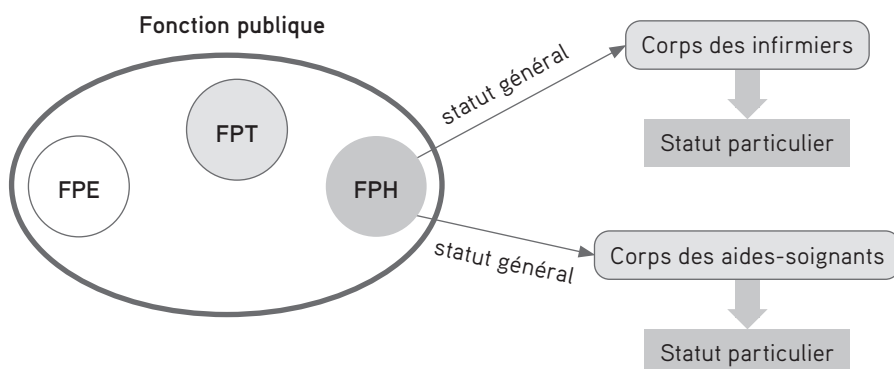 Fonction publique
FPE
FPT
FPH
statut général
Corps des infirmiers
Statut particulier
statut général
Corps des aides-soignants
Statut particulier